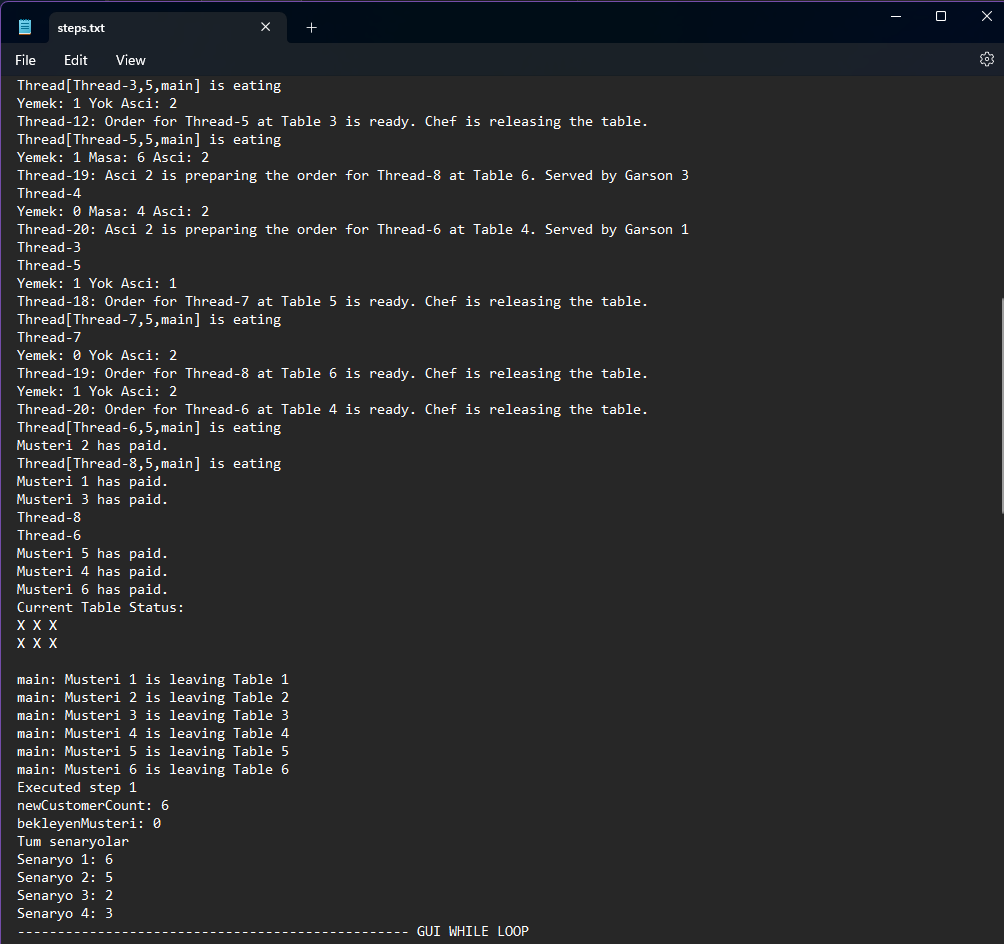 steps.txt
File Edit View
Thread[Thread-3,5,main] is eating
Yemek: 1 Yok Asci: 2
Thread-12: Order for Thread-5 at Table 3 is ready. Chef is releasing the table.
Thread[Thread-5,5,main] is eating
Yemek: 1 Masa: 6 Asci: 2
Thread-19: Asci 2 is preparing the order for Thread-8 at Table 6. Served by Garson 3
Thread-4
Yemek: 0 Masa: 4 Asci: 2
Thread-20: Asci 2 is preparing the order for Thread-6 at Table 4. Served by Garson 1
Thread-3
Thread-5
Yemek: 1 Yok Asci: 1
Thread-18: Order for Thread-7 at Table 5 is ready. Chef is releasing the table.
Thread[Thread-7,5,main] is eating
Thread-7
Yemek: 0 Yok Asci: 2
Thread-19: Order for Thread-8 at Table 6 is ready. Chef is releasing the table.
Yemek: 1 Yok Asci: 2
Thread-20: Order for Thread-6 at Table 4 is ready. Chef is releasing the table.
Thread[Thread-6,5,main] is eating
Musteri 2 has paid.
Thread[Thread-8,5,main] is eating
Musteri 1 has paid.
Musteri 3 has paid.
Thread-8
Thread-6
Musteri 5 has paid.
Musteri 4 has paid.
Musteri 6 has paid.
Current Table Status:
X X X
X X X
main: Musteri 1 is leaving Table 1
main: Musteri 2 is leaving Table 2
main: Musteri 3 is leaving Table 3
main: Musteri 4 is leaving Table 4
main: Musteri 5 is leaving Table 5
main: Musteri 6 is leaving Table 6
Executed step 1
newCustomerCount: 6
bekleyenMusteri: 0
Tum senaryolar
Senaryo 1: 6
Senaryo 2: 5
Senaryo 3: 2
Senaryo 4: 3
------------------------------------------------- GUI WHILE LOOP